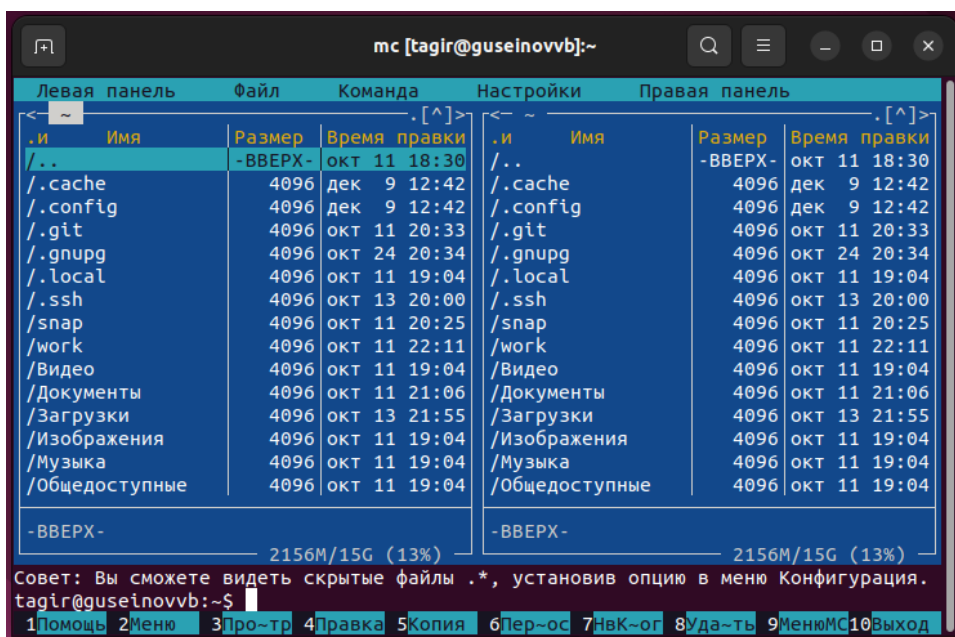 mc [tagir@guseinovvb]:~
Левая панель Файл Команда Настройки Правая панель
<— ~ .[^]> <— ~ .[^]>
.и Имя Размер Время правки .и Имя Размер Время правки
/.. -ВВЕРХ- окт 11 18:30 /.. -ВВЕРХ- окт 11 18:30
/.cache 4096 дек 9 12:42 /.cache 4096 дек 9 12:42
/.config 4096 дек 9 12:42 /.config 4096 дек 9 12:42
/.git 4096 окт 11 20:33 /.git 4096 окт 11 20:33
/.gnupg 4096 окт 24 20:34 /.gnupg 4096 окт 24 20:34
/.local 4096 окт 11 19:04 /.local 4096 окт 11 19:04
/.ssh 4096 окт 13 20:00 /.ssh 4096 окт 13 20:00
/snap 4096 окт 11 20:25 /snap 4096 окт 11 20:25
/work 4096 окт 11 22:11 /work 4096 окт 11 22:11
/Видео 4096 окт 11 19:04 /Видео 4096 окт 11 19:04
/Документы 4096 окт 11 21:06 /Документы 4096 окт 11 21:06
/Загрузки 4096 окт 13 21:55 /Загрузки 4096 окт 13 21:55
/Изображения 4096 окт 11 19:04 /Изображения 4096 окт 11 19:04
/Музыка 4096 окт 11 19:04 /Музыка 4096 окт 11 19:04
/Общедоступные 4096 окт 11 19:04 /Общедоступные 4096 окт 11 19:04
-ВВЕРХ- -ВВЕРХ-
2156M/15G (13%) 2156M/15G (13%)
Совет: Вы сможете видеть скрытые файлы .*, установив опцию в меню Конфигурация.
tagir@guseinovvb:~$
1Помощь 2Меню 3Про~тр 4Правка 5Копия 6Пер~ос 7НвК~ог 8Уда~ть 9МенюMC 10Выход